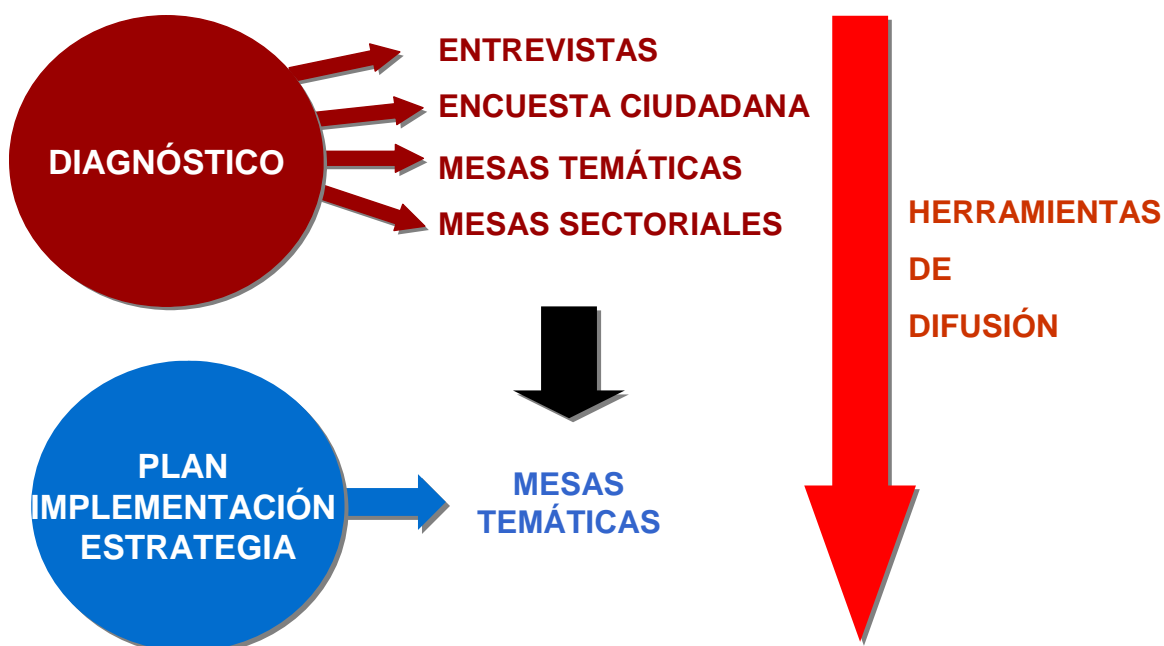 DIAGNÓSTICO
ENTREVISTAS
ENCUESTA CIUDADANA
MESAS TEMÁTICAS
MESAS SECTORIALES
HERRAMIENTAS
DE
DIFUSIÓN
PLAN
IMPLEMENTACIÓN
ESTRATEGIA
MESAS
TEMÁTICAS